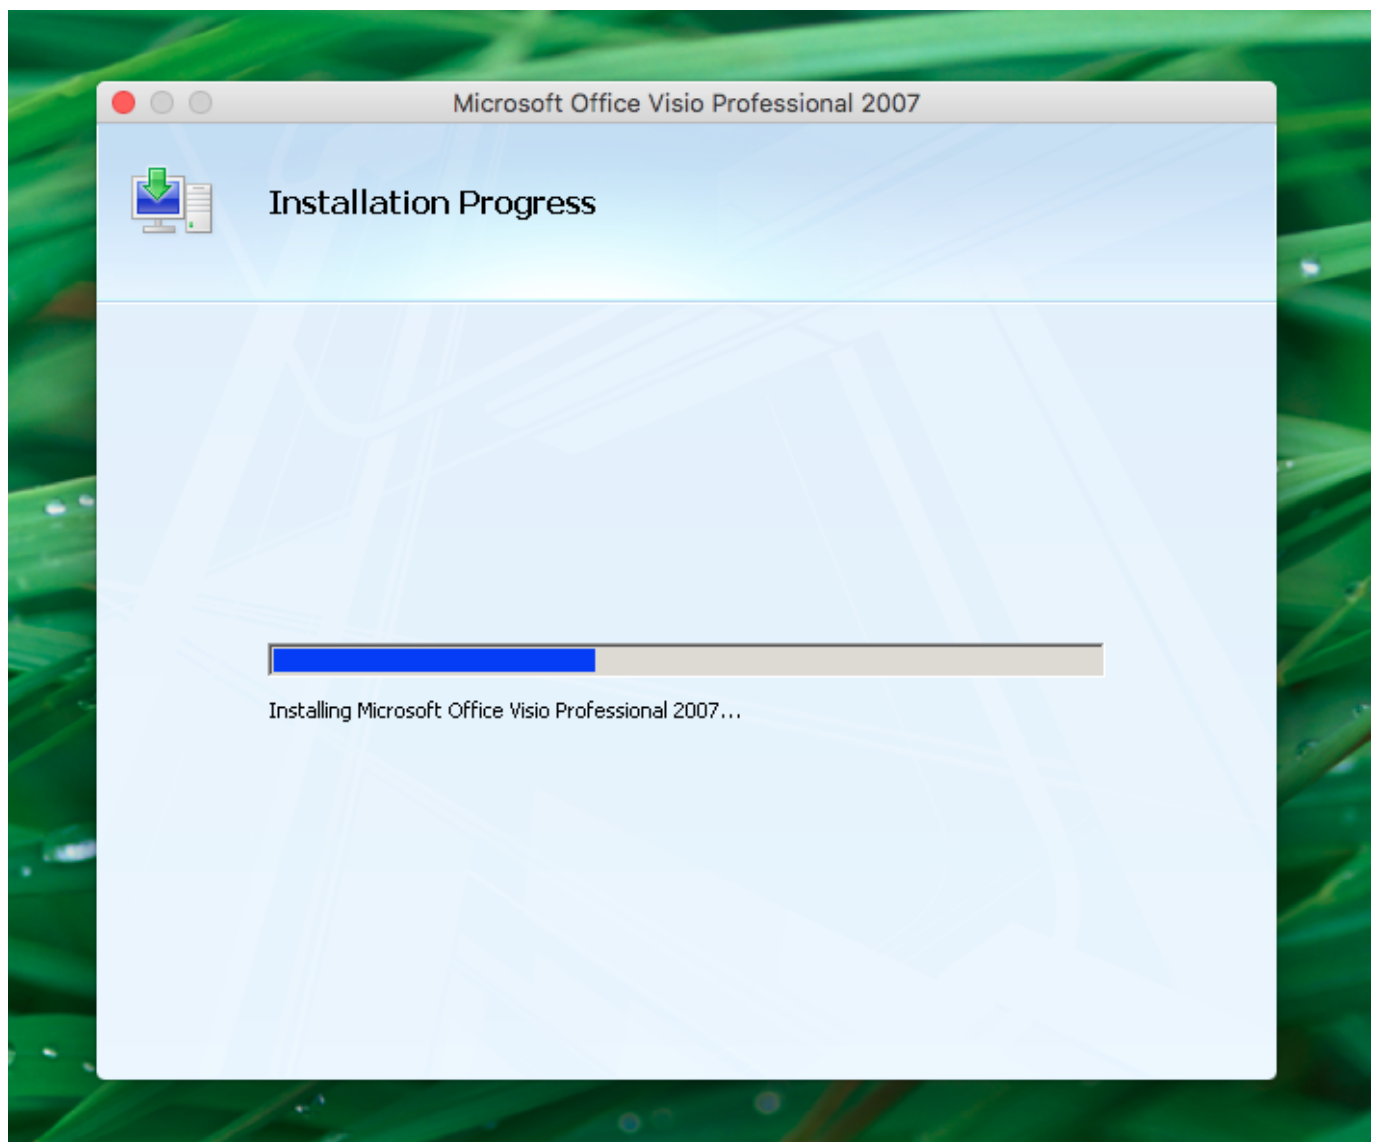 Microsoft Office Visio Professional 2007
Installation Progress
Installing Microsoft Office Visio Professional 2007...